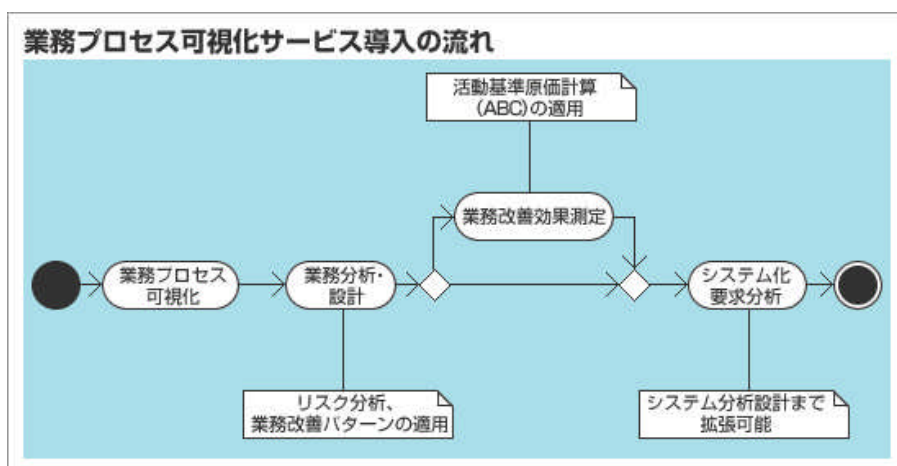 業務プロセス可視化サービス導入の流れ
活動基準原価計算
(ABC)の適用
業務改善効果測定
業務プロセス
可視化
業務分析・
設計
システム化
要求分析
リスク分析、
業務改善パターンの適用
システム分析設計まで
拡張可能